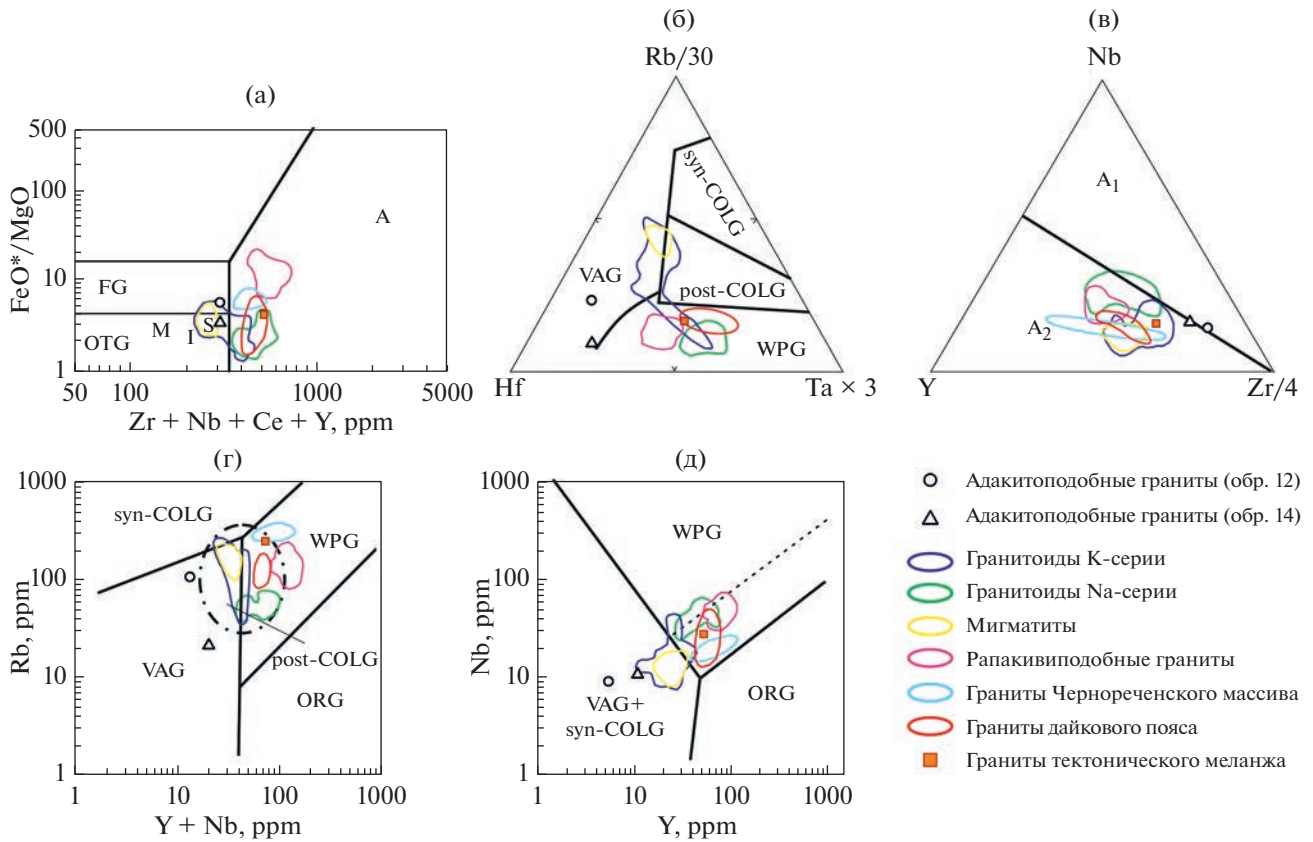 (а)
500
100
10
1
FeO*/MgO
A
FG
OTG
M
I
S
50
100
1000
5000
Zr + Nb + Ce + Y, ppm
(б)
Rb/30
syn-COLG
VAG
post-COLG
WPG
Hf
Ta × 3
(в)
Nb
A1
A2
Y
Zr/4
(г)
1000
100
10
1
Rb, ppm
syn-COLG
WPG
VAG
post-COLG
ORG
1
10
100
1000
Y + Nb, ppm
(д)
1000
100
10
1
Nb, ppm
WPG
VAG+
syn-COLG
ORG
1
10
100
1000
Y, ppm
Адакитоподобные граниты (обр. 12)
Адакитоподобные граниты (обр. 14)
Гранитоиды K-серии
Гранитоиды Na-серии
Мигматиты
Рапакивиподобные граниты
Граниты Чернореченского массива
Граниты дайкового пояса
Граниты тектонического меланжа